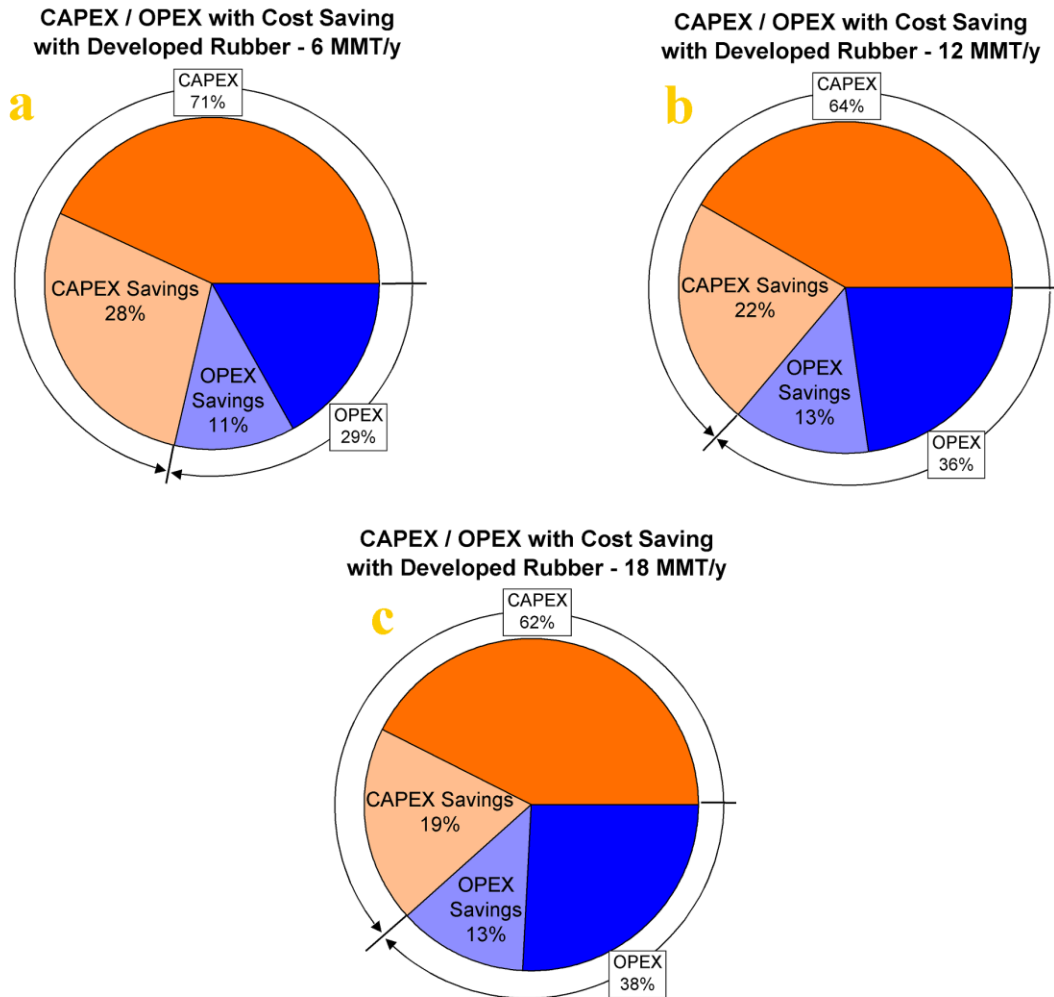 CAPEX / OPEX with Cost Saving
with Developed Rubber - 6 MMT/y
a
CAPEX
71%
CAPEX Savings
28%
OPEX
Savings
11%
OPEX
29%
CAPEX / OPEX with Cost Saving
with Developed Rubber - 12 MMT/y
b
CAPEX
64%
CAPEX Savings
22%
OPEX
Savings
13%
OPEX
36%
CAPEX / OPEX with Cost Saving
with Developed Rubber - 18 MMT/y
c
CAPEX
62%
CAPEX Savings
19%
OPEX
Savings
13%
OPEX
38%